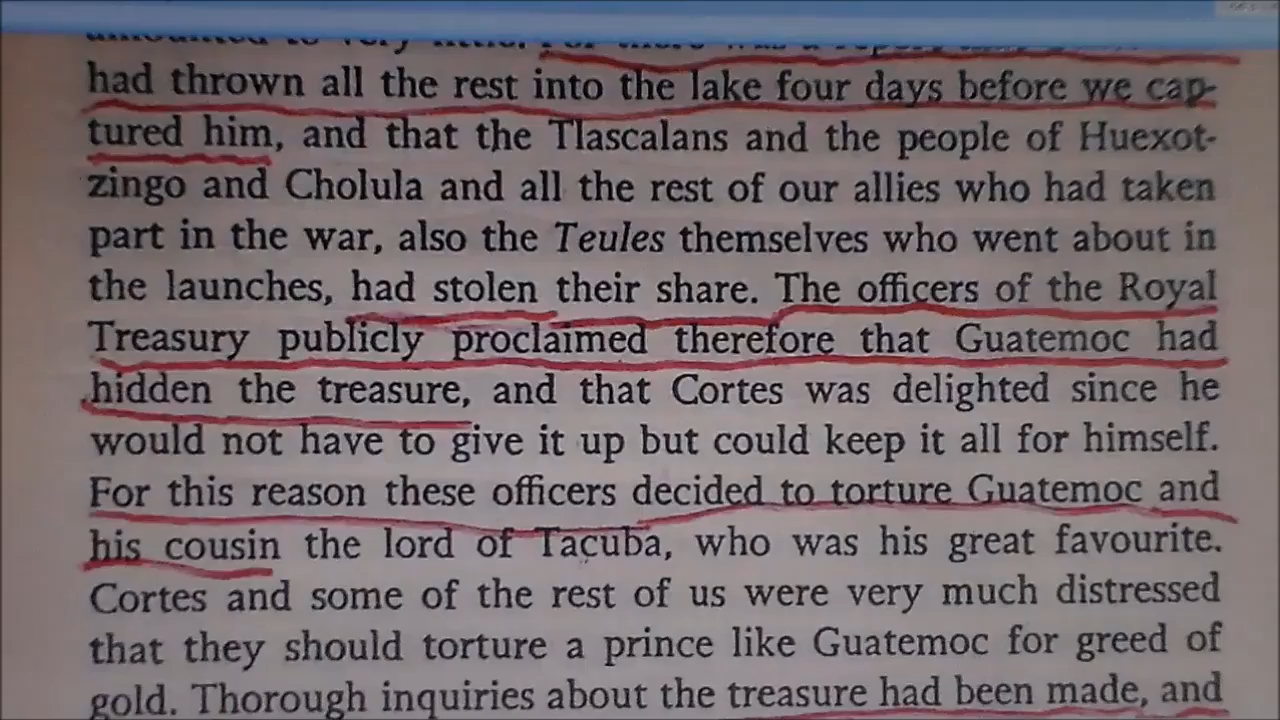 had thrown all the rest into the lake four days before we cap-
tured him, and that the Tlascalans and the people of Huexot-
zingo and Cholula and all the rest of our allies who had taken
part in the war, also the Teules themselves who went about in
the launches, had stolen their share. The officers of the Royal
Treasury publicly proclaimed therefore that Guatemoc had
hidden the treasure, and that Cortes was delighted since he
would not have to give it up but could keep it all for himself.
For this reason these officers decided to torture Guatemoc and
his cousin the lord of Tacuba, who was his great favourite.
Cortes and some of the rest of us were very much distressed
that they should torture a prince like Guatemoc for greed of
gold. Thorough inquiries about the treasure had been made, and